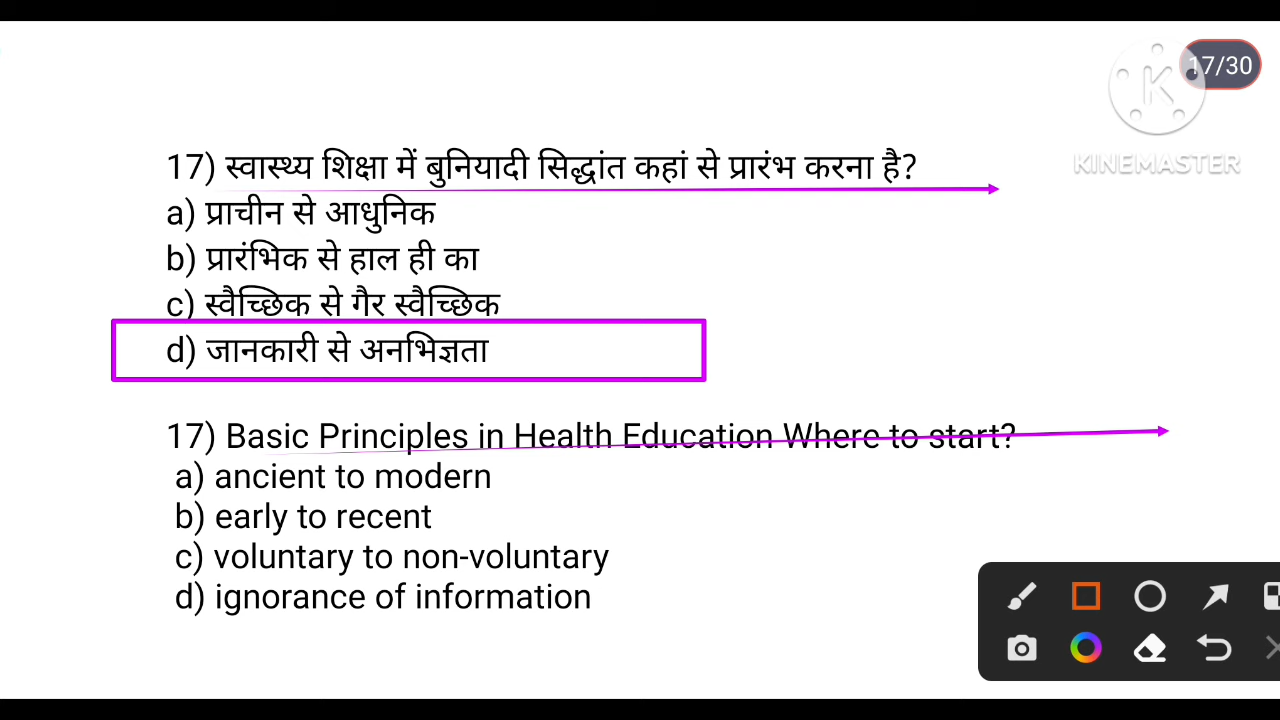 17/30
KINEMASTER
17) स्वास्थ्य शिक्षा में बुनियादी सिद्धांत कहां से प्रारंभ करना है?
a) प्राचीन से आधुनिक
b) प्रारंभिक से हाल ही का
c) स्वैच्छिक से गैर स्वैच्छिक
d) जानकारी से अनभिज्ञता
17) Basic Principles in Health Education Where to start?
a) ancient to modern
b) early to recent
c) voluntary to non-voluntary
d) ignorance of information